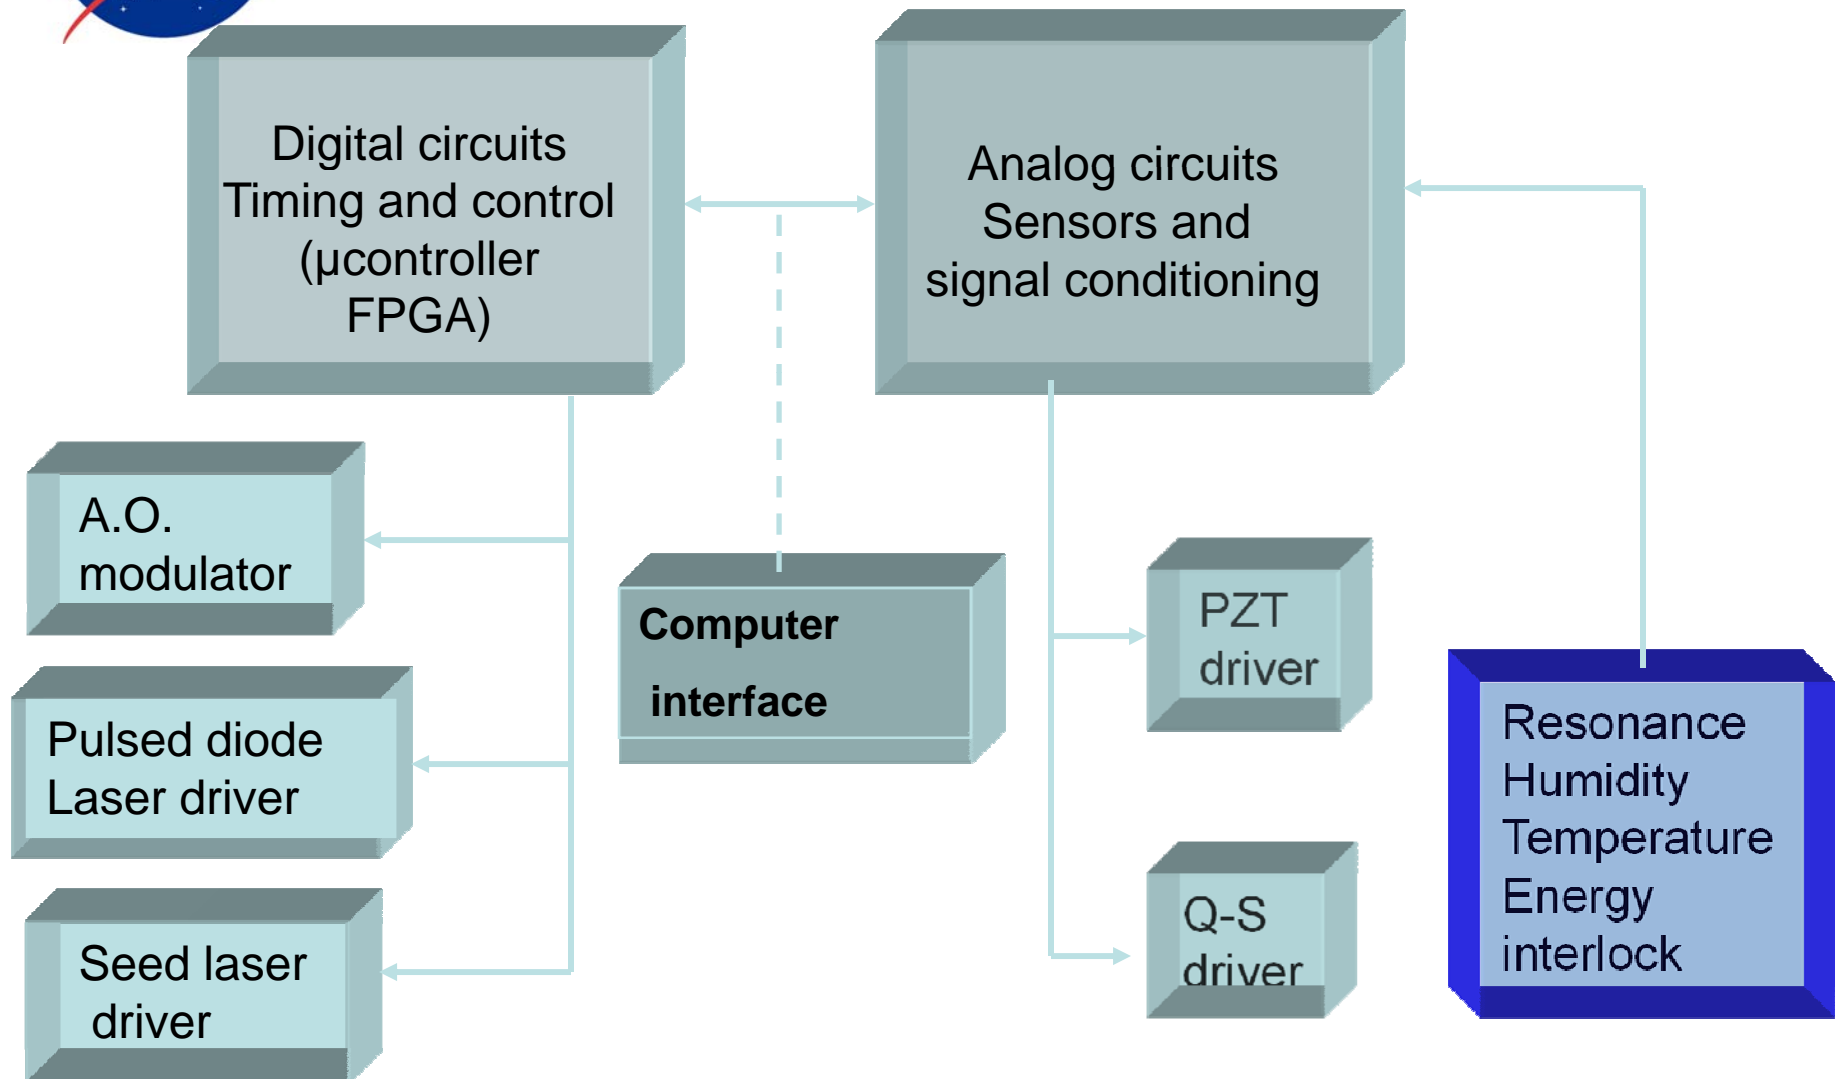 Digital circuits
Timing and control
(µcontroller
FPGA)
Analog circuits
Sensors and
signal conditioning
A.O.
modulator
Pulsed diode
Laser driver
Seed laser
driver
Computer
interface
PZT
driver
Q-S
driver
Resonance
Humidity
Temperature
Energy
interlock